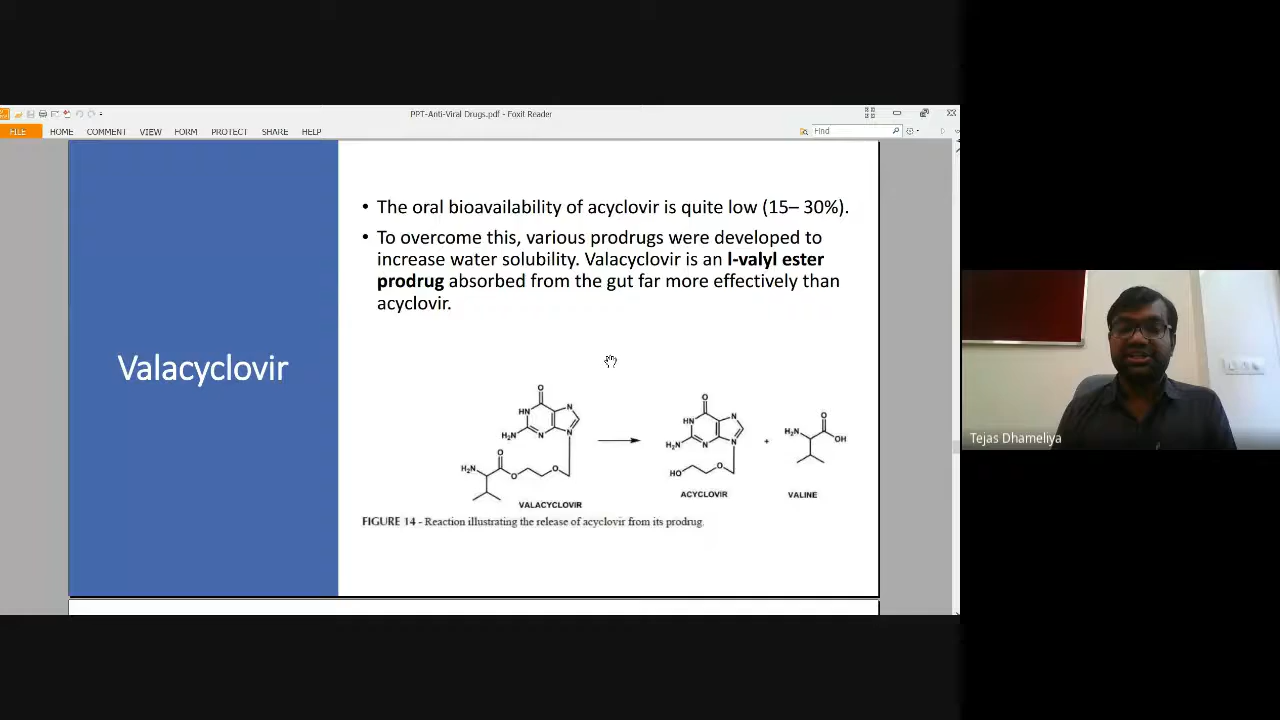 PPT-Anti-Viral Drugs.pdf - Foxit Reader
FILE HOME COMMENT VIEW FORM PROTECT SHARE HELP
Find
Valacyclovir
• The oral bioavailability of acyclovir is quite low (15– 30%).
• To overcome this, various prodrugs were developed to
increase water solubility. Valacyclovir is an l-valyl ester
prodrug absorbed from the gut far more effectively than
acyclovir.
O
HN
N
H₂N
N
N
O
H₂N
O
O
VALACYCLOVIR
O
HN
N
H₂N
N
N
HO
O
ACYCLOVIR
+
O
H₂N
OH
VALINE
FIGURE 14 - Reaction illustrating the release of acyclovir from its prodrug.
Tejas Dhameliya